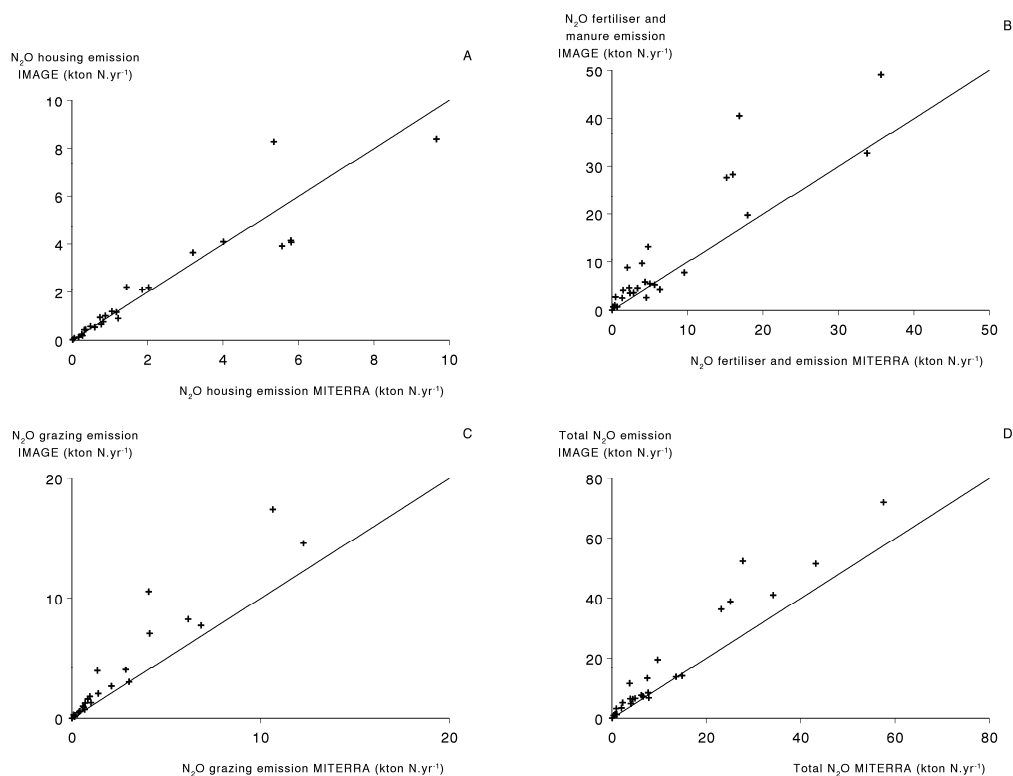 A
N₂O housing emission
IMAGE (kton N.yr⁻¹)
10
8
6
4
2
0
0 2 4 6 8 10
N₂O housing emission MITERRA (kton N.yr⁻¹)
B
N₂O fertiliser and
manure emission
IMAGE (kton N.yr⁻¹)
50
40
30
20
10
0
0 10 20 30 40 50
N₂O fertiliser and emission MITERRA (kton N.yr⁻¹)
C
N₂O grazing emission
IMAGE (kton N.yr⁻¹)
20
10
0
0 10 20
N₂O grazing emission MITERRA (kton N.yr⁻¹)
D
Total N₂O emission
IMAGE (kton N.yr⁻¹)
80
60
40
20
0
0 20 40 60 80
Total N₂O MITERRA (kton N.yr⁻¹)